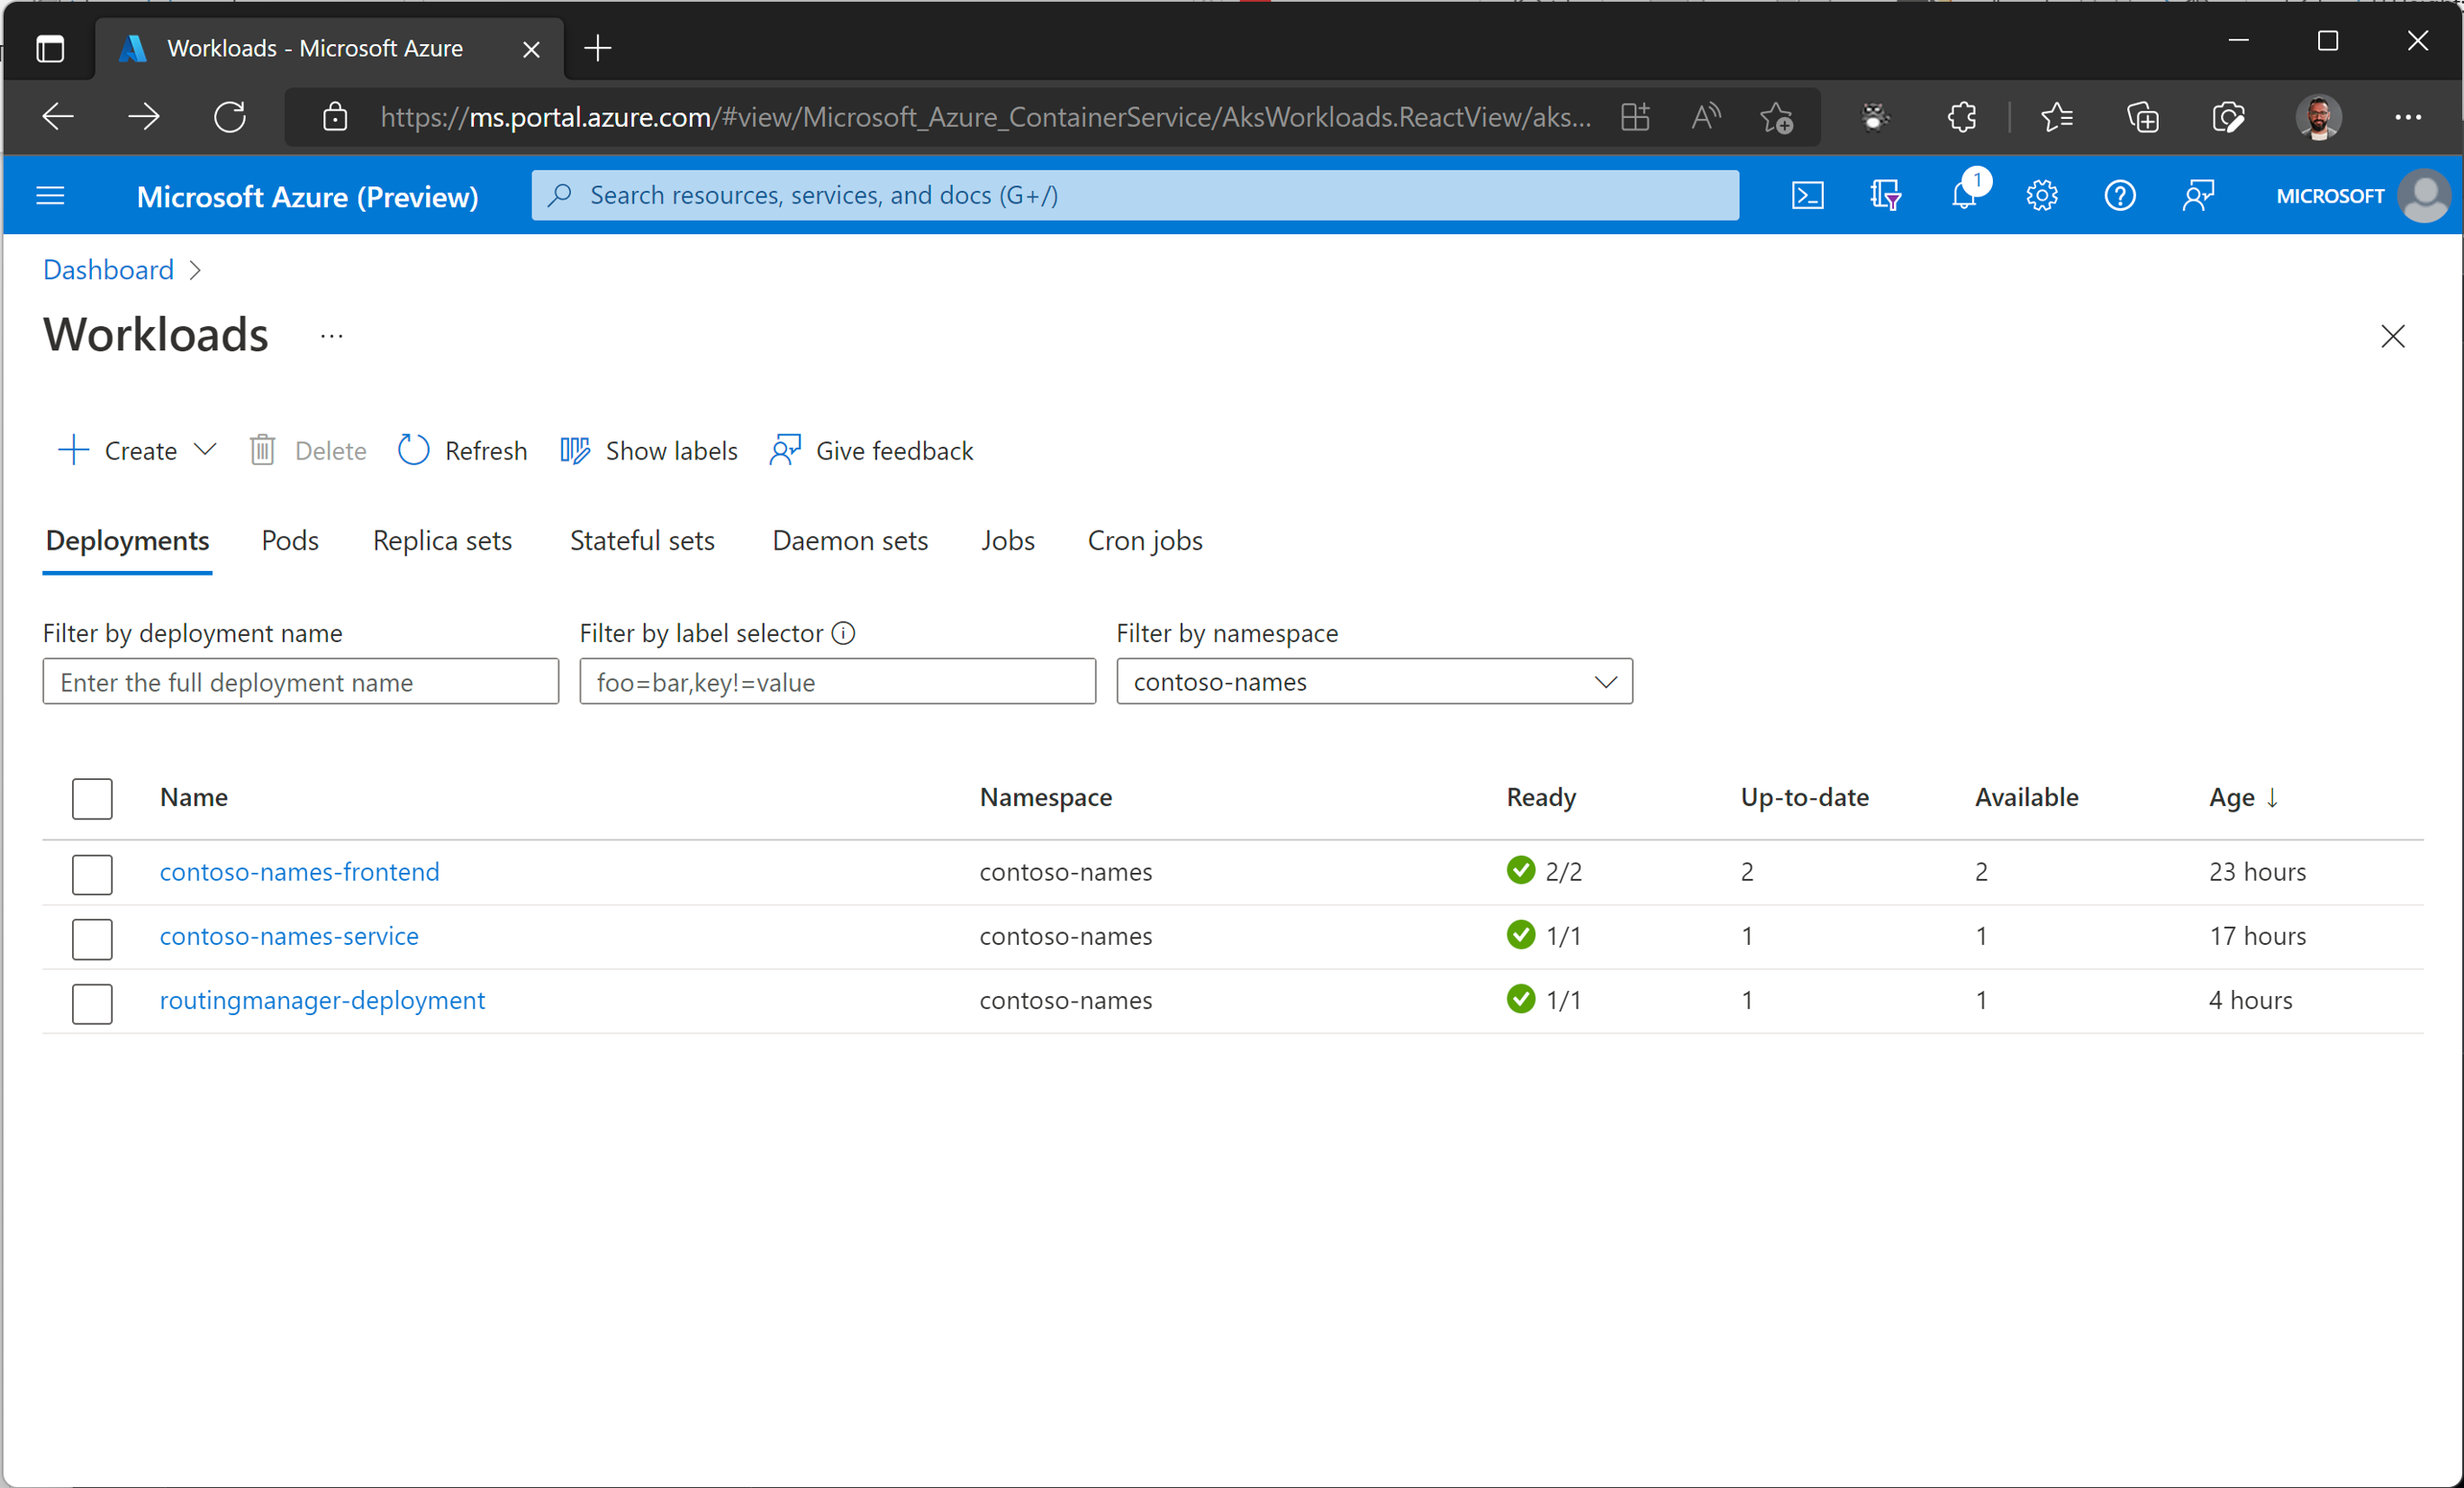 Workloads - Microsoft Azure
https://ms.portal.azure.com/#view/Microsoft_Azure_ContainerService/AksWorkloads.ReactView/aks...
Microsoft Azure (Preview)
Search resources, services, and docs (G+/)
1
MICROSOFT
Dashboard >
Workloads ...
Create
Delete
Refresh
Show labels
Give feedback
Deployments Pods Replica sets Stateful sets Daemon sets Jobs Cron jobs
Filter by deployment name Filter by label selector Filter by namespace
Enter the full deployment name foo=bar,key!=value contoso-names
Name Namespace Ready Up-to-date Available Age ↓
contoso-names-frontend contoso-names 2/2 2 2 23 hours
contoso-names-service contoso-names 1/1 1 1 17 hours
routingmanager-deployment contoso-names 1/1 1 1 4 hours